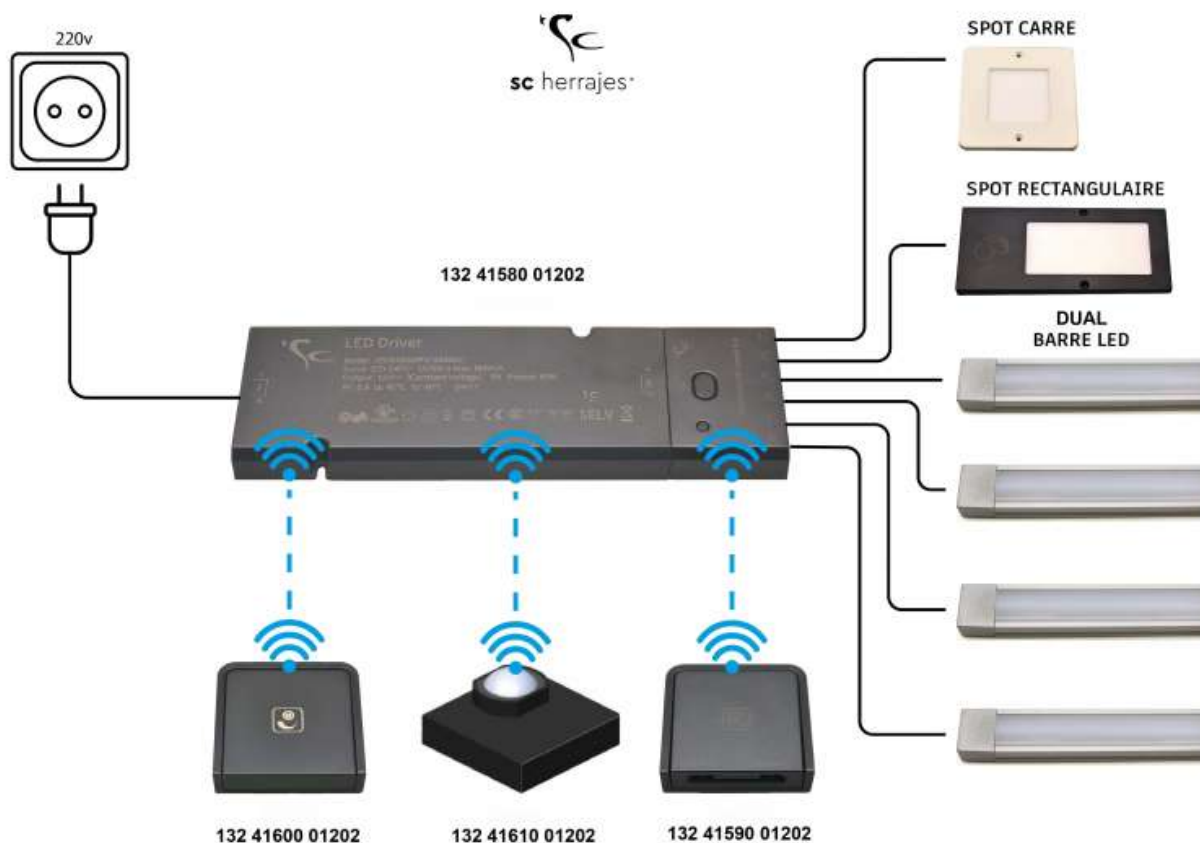 220v
sc herrajes
SPOT CARRE
SPOT RECTANGULAIRE
132 41580 01202
DUAL
BARRE LED
LED Driver
SELV
132 41600 01202
132 41610 01202
132 41590 01202